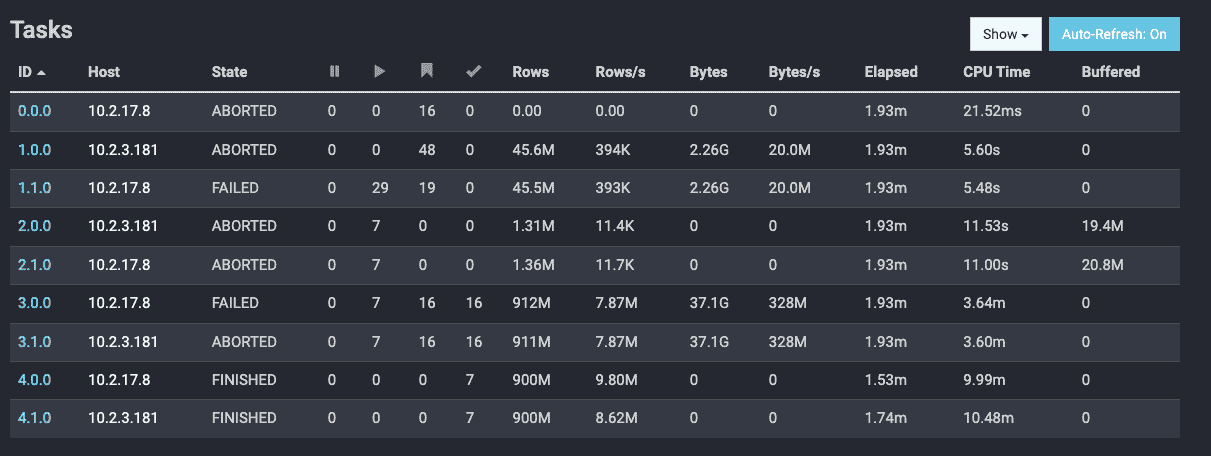 Tasks
Show Auto-Refresh: On
ID Host State Rows Rows/s Bytes Bytes/s Elapsed CPU Time Buffered
0.0.0 10.2.17.8 ABORTED 0 0 16 0 0.00 0.00 0 0 1.93m 21.52ms 0
1.0.0 10.2.3.181 ABORTED 0 0 48 0 45.6M 394K 2.26G 20.0M 1.93m 5.60s 0
1.1.0 10.2.17.8 FAILED 0 29 19 0 45.5M 393K 2.26G 20.0M 1.93m 5.48s 0
2.0.0 10.2.3.181 ABORTED 0 7 0 0 1.31M 11.4K 0 0 1.93m 11.53s 19.4M
2.1.0 10.2.17.8 ABORTED 0 7 0 0 1.36M 11.7K 0 0 1.93m 11.00s 20.8M
3.0.0 10.2.17.8 FAILED 0 7 16 16 912M 7.87M 37.1G 328M 1.93m 3.64m 0
3.1.0 10.2.3.181 ABORTED 0 7 16 16 911M 7.87M 37.1G 328M 1.93m 3.60m 0
4.0.0 10.2.17.8 FINISHED 0 0 0 7 900M 9.80M 0 0 1.53m 9.99m 0
4.1.0 10.2.3.181 FINISHED 0 0 0 7 900M 8.62M 0 0 1.74m 10.48m 0